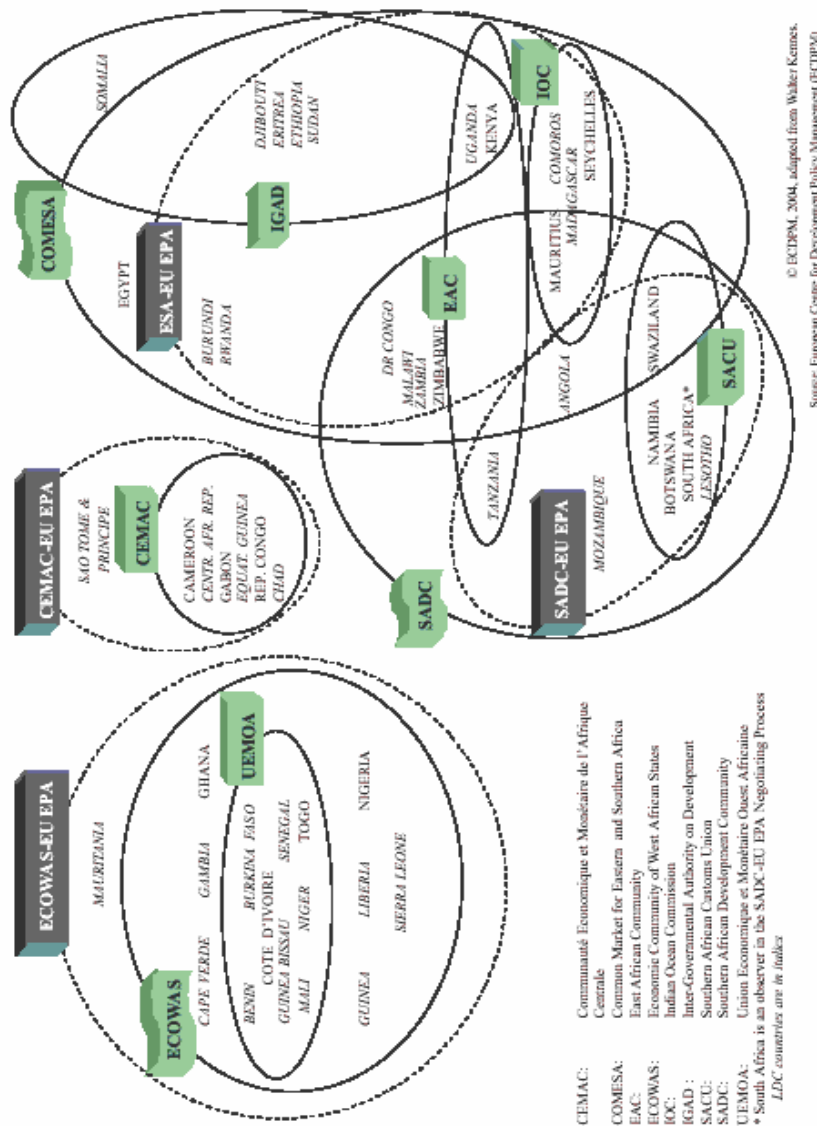 ECOWAS-EU EPA
MAURITANIA
ECOWAS
CAPE VERDE GAMBIA GHANA
UEMOA
BENIN BURKINA FASO
COTE D'IVOIRE
GUINEA BISSAU SENEGAL
MALI NIGER TOGO
GUINEA LIBERIA NIGERIA
SIERRA LEONE
CEMAC-EU EPA
SAO TOME &
PRINCIPE
CEMAC
CAMEROON
CENTR. AFR. REP.
GABON
EQUAT. GUINEA
REP. CONGO
CHAD
COMESA
SOMALIA
EGYPT
ESA-EU EPA
BURUNDI
RWANDA
IGAD
DJIBOUTI
ERITREA
ETHIOPIA
SUDAN
SADC
DR CONGO
MALAWI
ZAMBIA
ZIMBABWE
EAC
TANZANIA
UGANDA
KENYA
IOC
SADC-EU EPA
ANGOLA
MAURITIUS COMOROS
MADAGASCAR
SEYCHELLES
MOZAMBIQUE
NAMIBIA SWAZILAND
BOTSWANA
SOUTH AFRICA*
LESOTHO
SACU
CEMAC: Communauté Economique et Monétaire de l'Afrique
Centrale
COMESA: Common Market for Eastern and Southern Africa
EAC: East African Community
ECOWAS: Economic Community of West African States
IOC: Indian Ocean Commission
IGAD : Inter-Governmental Authority on Development
SACU: Southern African Customs Union
SADC: Southern African Development Community
UEMOA: Union Economique et Monétaire Ouest Africaine
* South Africa is an observer in the SADC-EU EPA Negotiating Process
LDC countries are in italics
© ECDPM, 2004, adapted from Walter Kennes.
Source: European Centre for Development Policy Management (ECDPM)